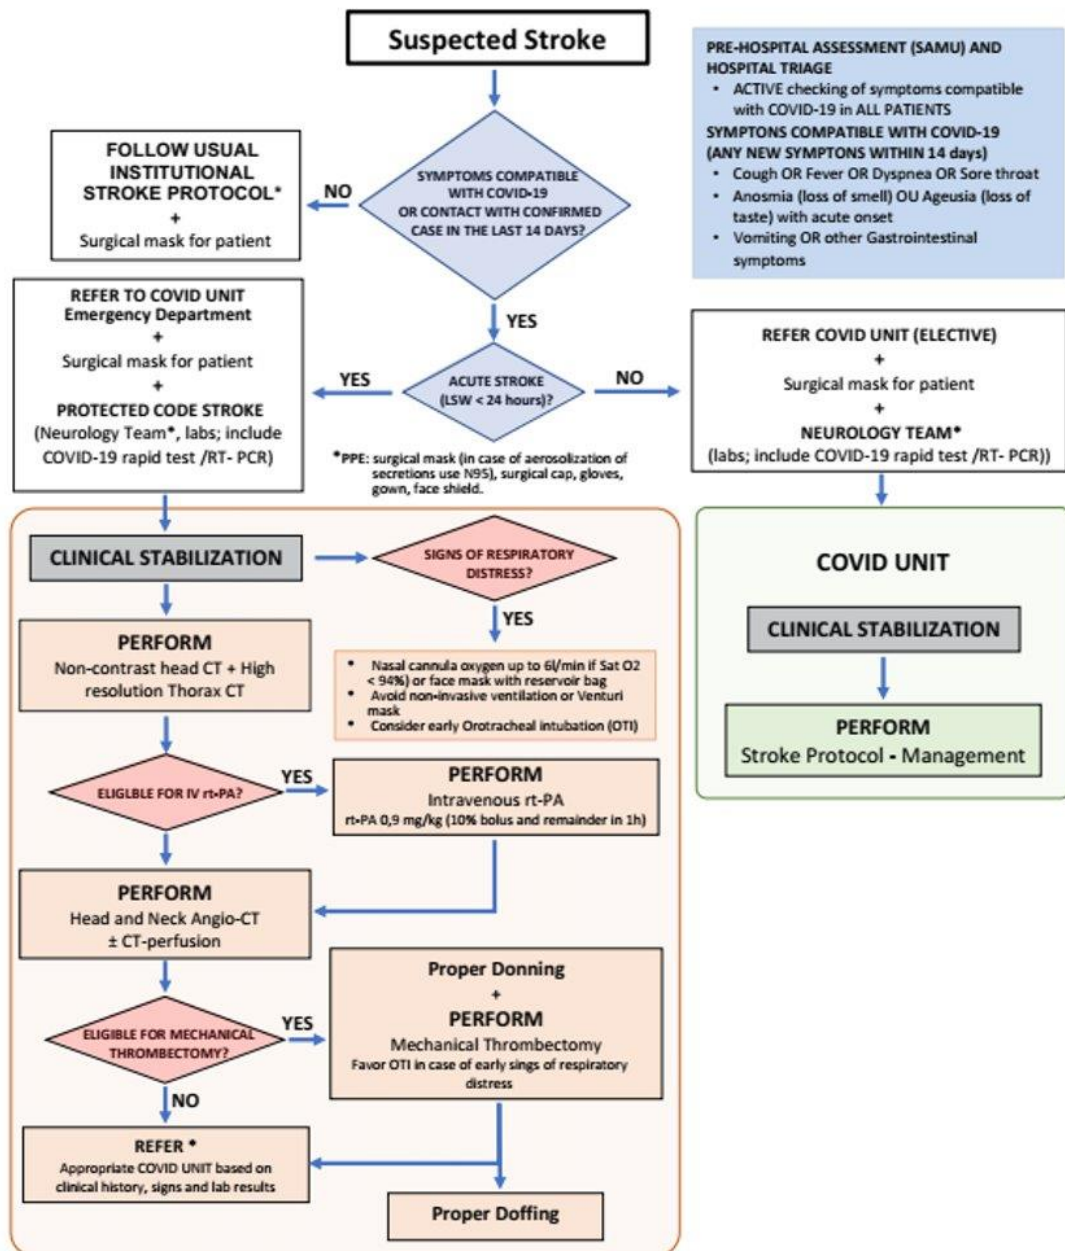 Suspected Stroke
PRE-HOSPITAL ASSESSMENT (SAMU) AND
HOSPITAL TRIAGE
• ACTIVE checking of symptoms compatible
with COVID-19 in ALL PATIENTS
SYMPTONS COMPATIBLE WITH COVID-19
(ANY NEW SYMPTOMS WITHIN 14 days)
• Cough OR Fever OR Dyspnea OR Sore throat
• Anosmia (loss of smell) OU Ageusia (loss of
taste) with acute onset
• Vomiting OR other Gastrointestinal
symptoms
SYMPTOMS COMPATIBLE
WITH COVID-19
OR CONTACT WITH CONFIRMED
CASE IN THE LAST 14 DAYS?
NO
FOLLOW USUAL
INSTITUTIONAL
STROKE PROTOCOL*
+
Surgical mask for patient
YES
ACUTE STROKE
(LSW < 24 hours)?
YES
REFER TO COVID UNIT
Emergency Department
+
Surgical mask for patient
+
PROTECTED CODE STROKE
(Neurology Team*, labs; include
COVID-19 rapid test /RT- PCR)
NO
REFER COVID UNIT (ELECTIVE)
+
Surgical mask for patient
+
NEUROLOGY TEAM*
(labs; include COVID-19 rapid test /RT- PCR))
*PPE: surgical mask (in case of aerosolization of
secretions use N95), surgical cap, gloves,
gown, face shield.
CLINICAL STABILIZATION
SIGNS OF RESPIRATORY
DISTRESS?
YES
• Nasal cannula oxygen up to 6l/min if Sat O2
< 94%) or face mask with reservoir bag
• Avoid non-invasive ventilation or Venturi
mask
• Consider early Orotracheal intubation (OTI)
PERFORM
Non-contrast head CT + High
resolution Thorax CT
ELIGLBLE FOR IV rt-PA?
YES
PERFORM
Intravenous rt-PA
rt-PA 0,9 mg/kg (10% bolus and remainder in 1h)
PERFORM
Head and Neck Angio-CT
± CT-perfusion
ELIGIBLE FOR MECHANICAL
THROMBECTOMY?
YES
Proper Donning
+
PERFORM
Mechanical Thrombectomy
Favor OTI in case of early sings of respiratory
distress
NO
REFER *
Appropriate COVID UNIT based on
clinical history, signs and lab results
Proper Doffing
COVID UNIT
CLINICAL STABILIZATION
PERFORM
Stroke Protocol - Management